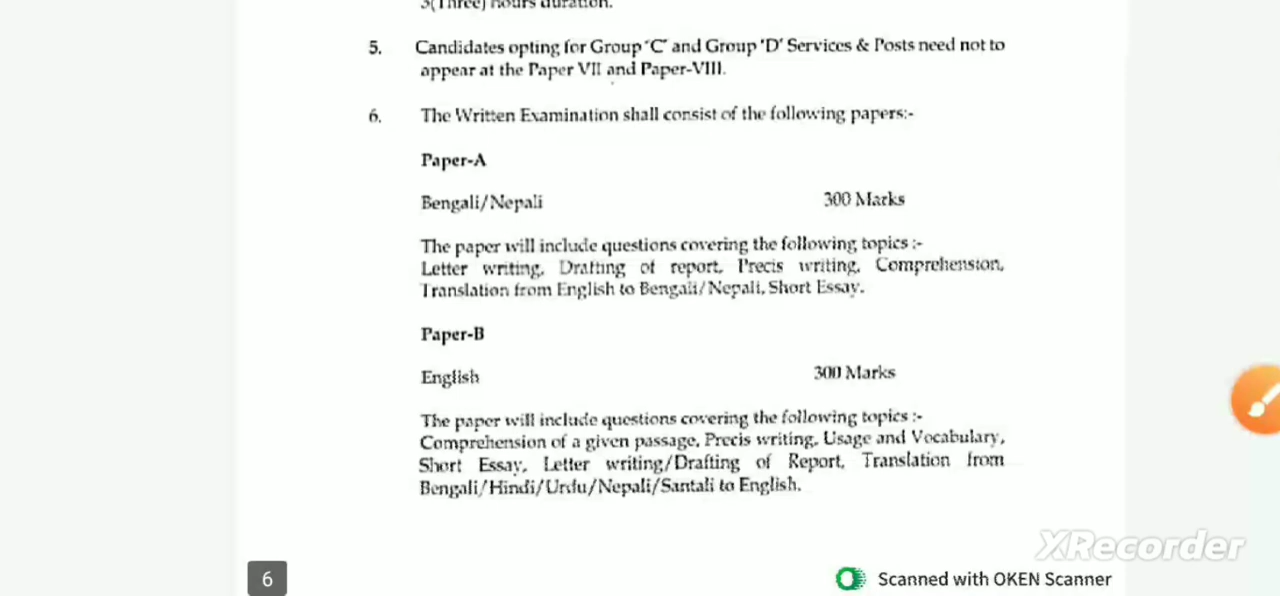 3(Three) hours duration.
5. Candidates opting for Group 'C' and Group 'D' Services & Posts need not to
appear at the Paper VII and Paper-VIII.
6. The Written Examination shall consist of the following papers:-
Paper-A
Bengali/Nepali 300 Marks
The paper will include questions covering the following topics :-
Letter writing, Drafting of report, Precis writing, Comprehension,
Translation from English to Bengali/Nepali, Short Essay.
Paper-B
English 300 Marks
The paper will include questions covering the following topics :-
Comprehension of a given passage, Precis writing, Usage and Vocabulary,
Short Essay, Letter writing/Drafting of Report, Translation from
Bengali/Hindi/Urdu/Nepali/Santali to English.
XRecorder
6 Scanned with OKEN Scanner